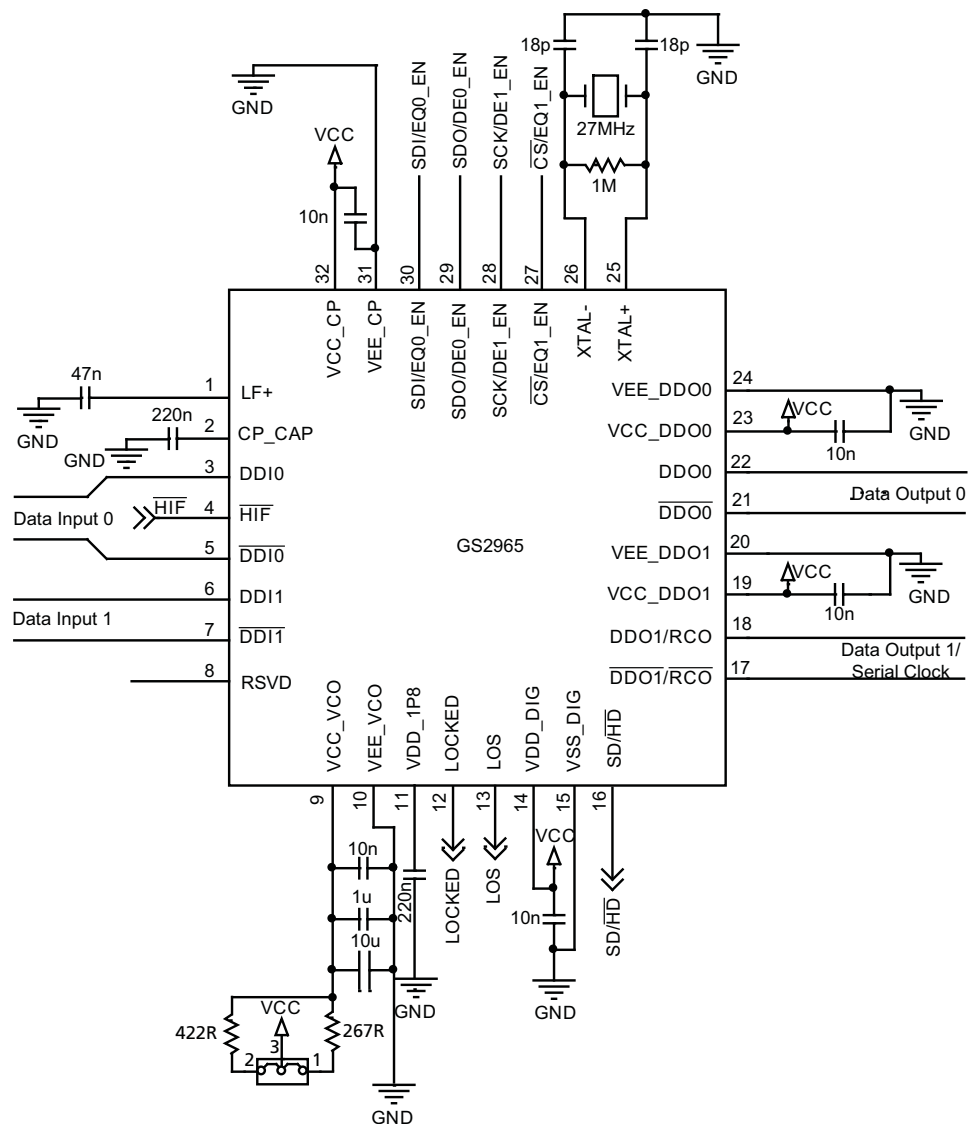 18p
18p
GND
GND
27MHz
1M
SDI/EQ0_EN
SDO/DE0_EN
SCK/DE1_EN
CS/EQ1_EN
VCC
10n
32
31
30
29
28
27
26
25
VCC_CP
VEE_CP
SDI/EQ0_EN
SDO/DE0_EN
SCK/DE1_EN
CS/EQ1_EN
XTAL-
XTAL+
47n
GND
1
LF+
220n
GND
2
CP_CAP
3
DDI0
Data Input 0
HIF
4
HIF
5
DDI0
6
DDI1
Data Input 1
7
DDI1
8
RSVD
GS2965
VEE_DDO0
24
VCC
GND
VCC_DDO0
23
10n
DDO0
22
Data Output 0
DDO0
21
VEE_DDO1
20
VCC
GND
VCC_DDO1
19
10n
DDO1/RCO
18
Data Output 1/
Serial Clock
DDO1/RCO
17
VCC_VCO
VEE_VCO
VDD_1P8
LOCKED
LOS
VDD_DIG
VSS_DIG
SD/HD
9
10
11
12
13
14
15
16
10n
1u
10u
220n
GND
LOCKED
LOS
VCC
10n
GND
SD/HD
VCC
422R
267R
2
3
1
GND